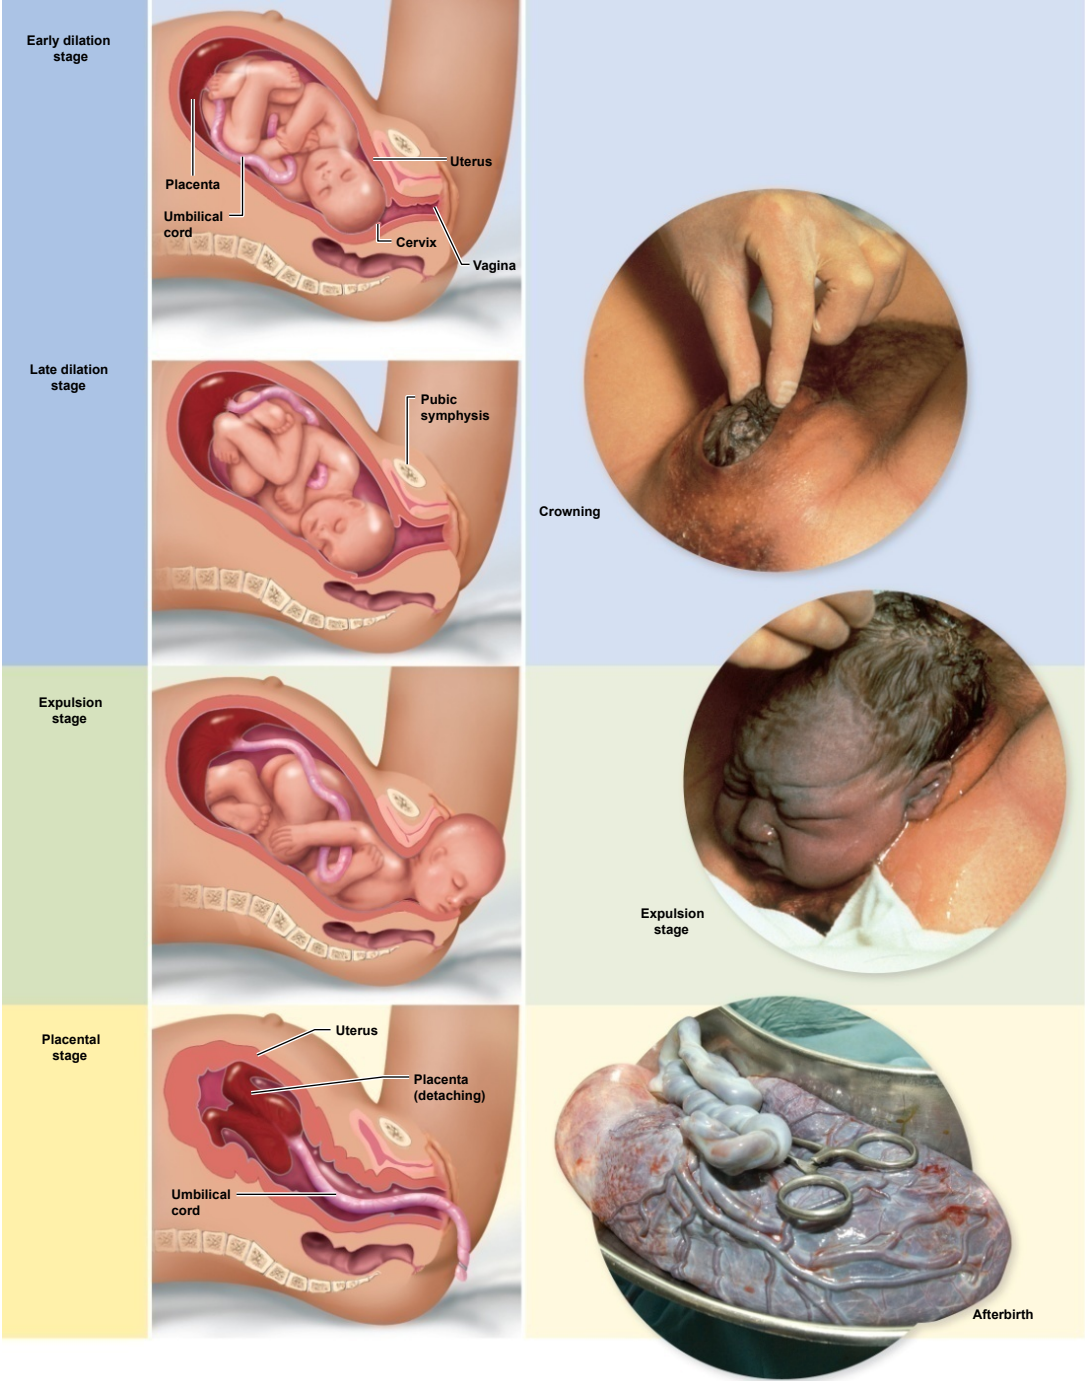 Early dilation
stage
Placenta
Umbilical
cord
Uterus
Cervix
Vagina
Late dilation
stage
Pubic
symphysis
Crowning
Expulsion
stage
Expulsion
stage
Placental
stage
Uterus
Placenta
(detaching)
Umbilical
cord
Afterbirth